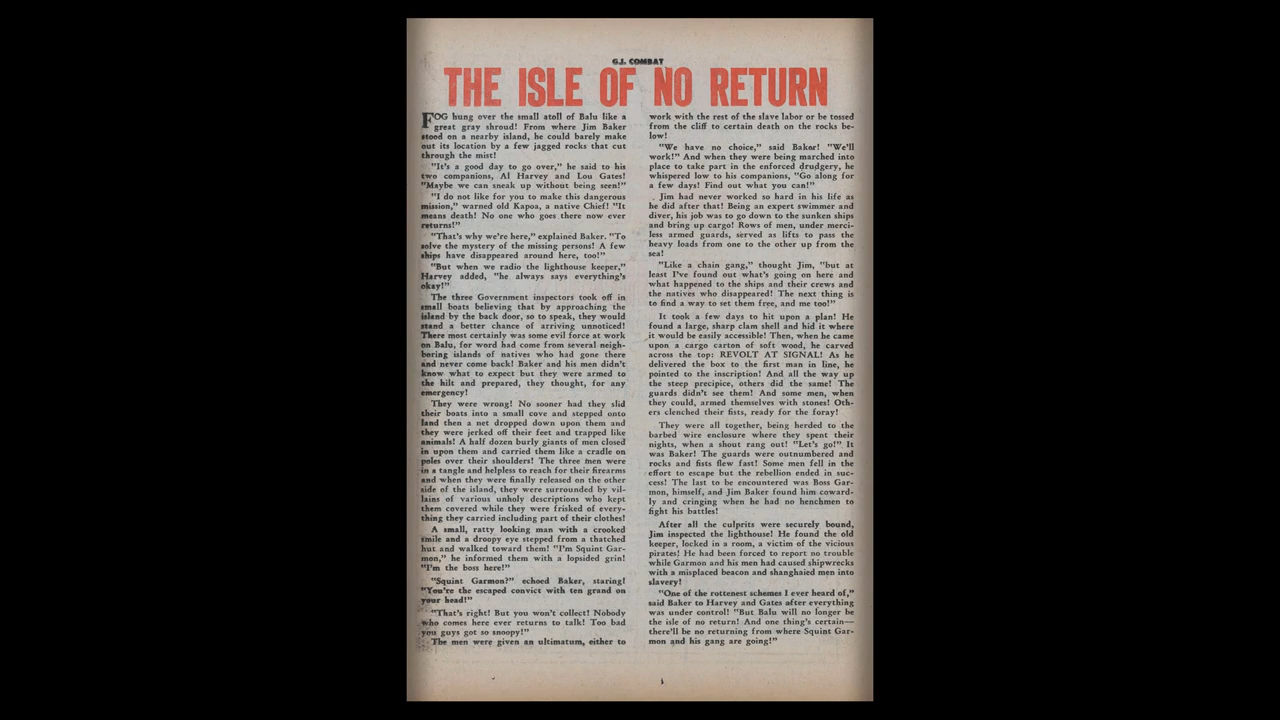 G.I. COMBAT
THE ISLE OF NO RETURN
FOG hung over the small atoll of Balu like a
great gray shroud! From where Jim Baker
stood on a nearby island, he could barely make
out its location by a few jagged rocks that cut
through the mist!
"It's a good day to go over," he said to his
two companions, Al Harvey and Lou Gates!
"Maybe we can sneak up without being seen!"
"I do not like for you to make this dangerous
mission," warned old Kapoa, a native Chief! "It
means death! No one who goes there now ever
returns!"
"That's why we're here," explained Baker. "To
solve the mystery of the missing persons! A few
ships have disappeared around here, too!"
"But when we radio the lighthouse keeper,"
Harvey added, "he always says everything's
okay!"
The three Government inspectors took off in
small boats believing that by approaching the
island by the back door, so to speak, they would
stand a better chance of arriving unnoticed!
There most certainly was some evil force at work
on Balu, for word had come from several neigh-
boring islands of natives who had gone there
and never come back! Baker and his men didn't
know what to expect but they were armed to
the hilt and prepared, they thought, for any
emergency!
They were wrong! No sooner had they slid
their boats into a small cove and stepped onto
land then a net dropped down upon them and
they were jerked off their feet and trapped like
animals! A half dozen burly giants of men closed
in upon them and carried them like a cradle on
poles over their shoulders! The three men were
in a tangle and helpless to reach for their firearms
and when they were finally released on the other
side of the island, they were surrounded by vil-
lains of various unholy descriptions who kept
them covered while they were frisked of every-
thing they carried including part of their clothes!
A small, ratty looking man with a crooked
smile and a droopy eye stepped from a thatched
hut and walked toward them! "I'm Squint Gar-
mon," he informed them with a lopsided grin!
"I'm the boss here!"
"Squint Garmon?" echoed Baker, staring!
"You're the escaped convict with ten grand on
your head!"
"That's right! But you won't collect! Nobody
who comes here ever returns to talk! Too bad
you guys got so snoopy!"
The men were given an ultimatum, either to
work with the rest of the slave labor or be tossed
from the cliff to certain death on the rocks be-
low!
"We have no choice," said Baker! "We'll
work!" And when they were being marched into
place to take part in the enforced drudgery, he
whispered low to his companions, "Go along for
a few days! Find out what you can!"
Jim had never worked so hard in his life as
he did after that! Being an expert swimmer and
diver, his job was to go down to the sunken ships
and bring up cargo! Rows of men, under merci-
less armed guards, served as lifts to pass the
heavy loads from one to the other up from the
sea!
"Like a chain gang," thought Jim, "but at
least I've found out what's going on here and
what happened to the ships and their crews and
the natives who disappeared! The next thing is
to find a way to set them free, and me too!"
It took a few days to hit upon a plan! He
found a large, sharp clam shell and hid it where
it would be easily accessible! Then, when he came
upon a cargo carton of soft wood, he carved
across the top: REVOLT AT SIGNAL! As he
delivered the box to the first man in line, he
pointed to the inscription! And all the way up
the steep precipice, others did the same! The
guards didn't see them! And some men, when
they could, armed themselves with stones! Oth-
ers clenched their fists, ready for the foray!
They were all together, being herded to the
barbed wire enclosure where they spent their
nights, when a shout rang out! "Let's go!" It
was Baker! The guards were outnumbered and
rocks and fists flew fast! Some men fell in the
effort to escape but the rebellion ended in suc-
cess! The last to be encountered was Boss Gar-
mon, himself, and Jim Baker found him coward-
ly and cringing when he had no henchmen to
fight his battles!
After all the culprits were securely bound,
Jim inspected the lighthouse! He found the old
keeper, locked in a room, a victim of the vicious
pirates! He had been forced to report no trouble
while Garmon and his men had caused shipwrecks
with a misplaced beacon and shanghaied men into
slavery!
"One of the rottenest schemes I ever heard of,"
said Baker to Harvey and Gates after everything
was under control! "But Balu will no longer be
the isle of no return! And one thing's certain—
there'll be no returning from where Squint Gar-
mon and his gang are going!"